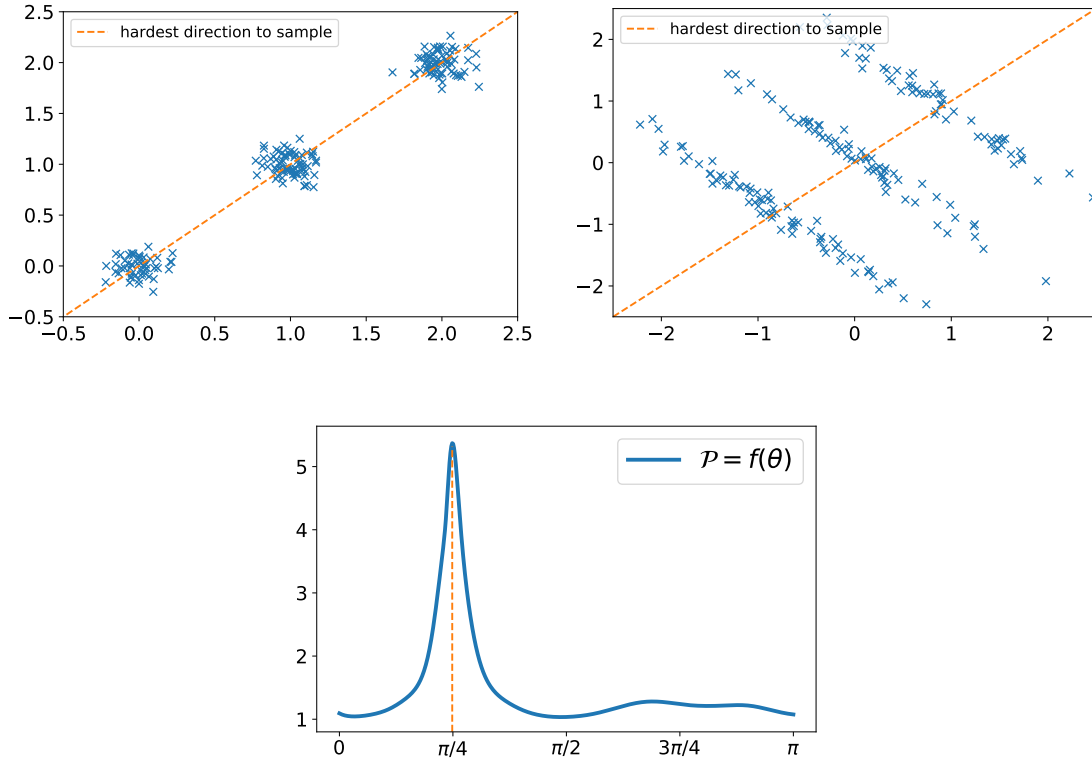 hardest direction to sample
2.5
2.0
1.5
1.0
0.5
0.0
−0.5
−0.5 0.0 0.5 1.0 1.5 2.0 2.5
hardest direction to sample
2
1
0
−1
−2
−2 −1 0 1 2
𝒫 = f(θ)
5
4
3
2
1
0 π/4 π/2 3π/4 π